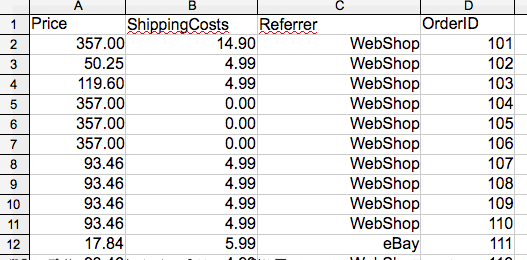 A B C D
1 Price ShippingCosts Referrer OrderID
2 357.00 14.90 WebShop 101
3 50.25 4.99 WebShop 102
4 119.60 4.99 WebShop 103
5 357.00 0.00 WebShop 104
6 357.00 0.00 WebShop 105
7 357.00 0.00 WebShop 106
8 93.46 4.99 WebShop 107
9 93.46 4.99 WebShop 108
10 93.46 4.99 WebShop 109
11 93.46 4.99 WebShop 110
12 17.84 5.99 eBay 111